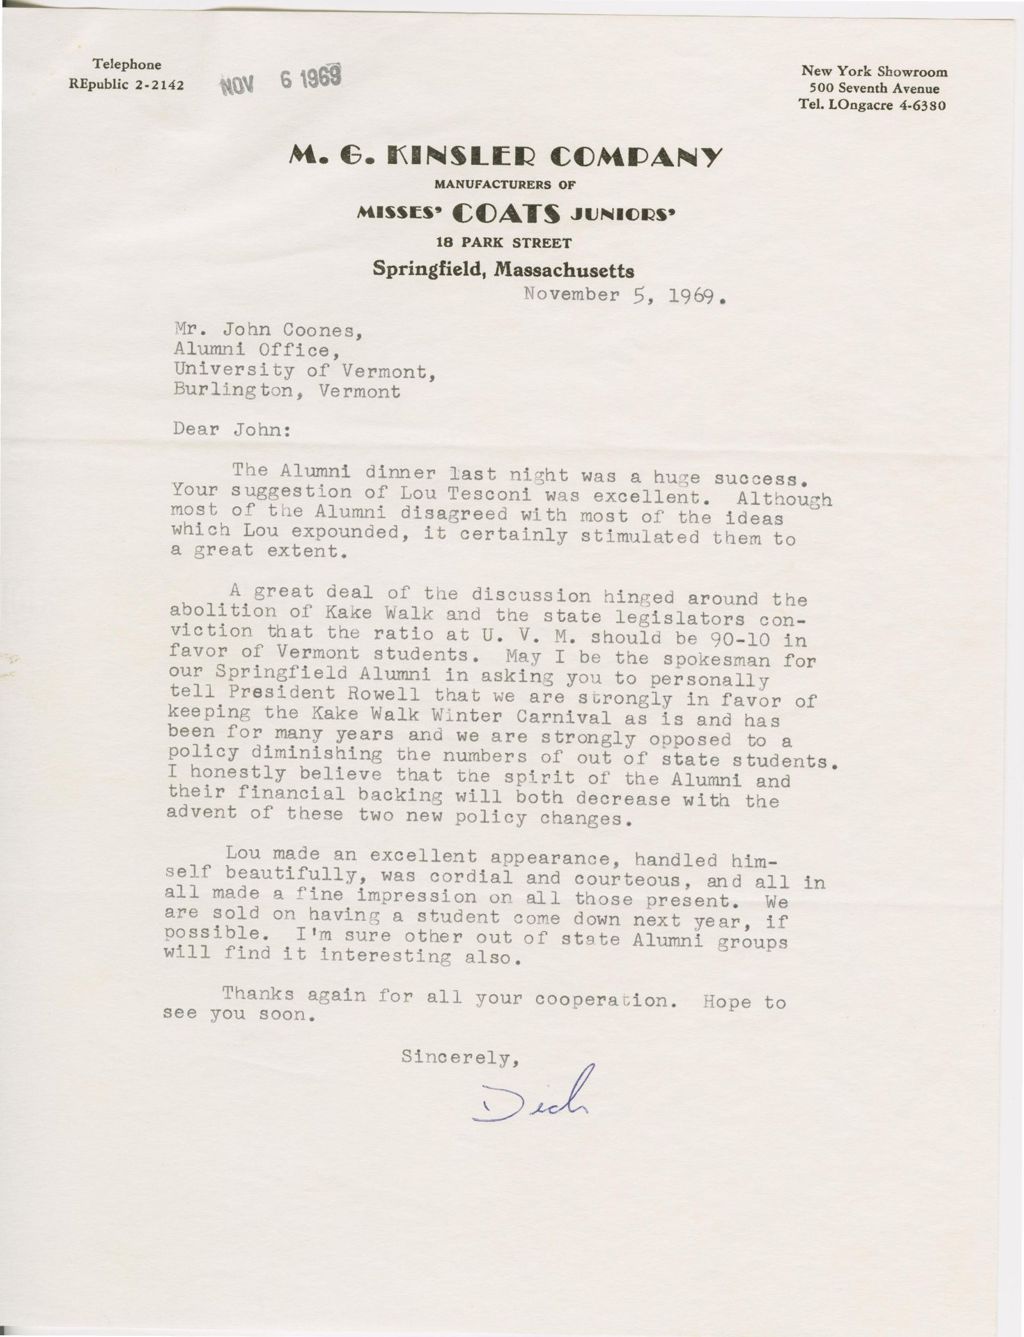 Telephone
REpublic 2-2142
NOV 6 1969
New York Showroom
500 Seventh Avenue
Tel. LOngacre 4-6380
M. G. KINSLER COMPANY
MANUFACTURERS OF
MISSES' COATS JUNIORS'
18 PARK STREET
Springfield, Massachusetts
November 5, 1969.
Mr. John Coones,
Alumni Office,
University of Vermont,
Burlington, Vermont
Dear John:
The Alumni dinner last night was a huge success.
Your suggestion of Lou Tesconi was excellent. Although
most of the Alumni disagreed with most of the ideas
which Lou expounded, it certainly stimulated them to
a great extent.
A great deal of the discussion hinged around the
abolition of Kake Walk and the state legislators con-
viction that the ratio at U. V. M. should be 90-10 in
favor of Vermont students. May I be the spokesman for
our Springfield Alumni in asking you to personally
tell President Rowell that we are strongly in favor of
keeping the Kake Walk Winter Carnival as is and has
been for many years and we are strongly opposed to a
policy diminishing the numbers of out of state students.
I honestly believe that the spirit of the Alumni and
their financial backing will both decrease with the
advent of these two new policy changes.
Lou made an excellent appearance, handled him-
self beautifully, was cordial and courteous, and all in
all made a fine impression on all those present. We
are sold on having a student come down next year, if
possible. I'm sure other out of state Alumni groups
will find it interesting also.
Thanks again for all your cooperation. Hope to
see you soon.
Sincerely,
Dick